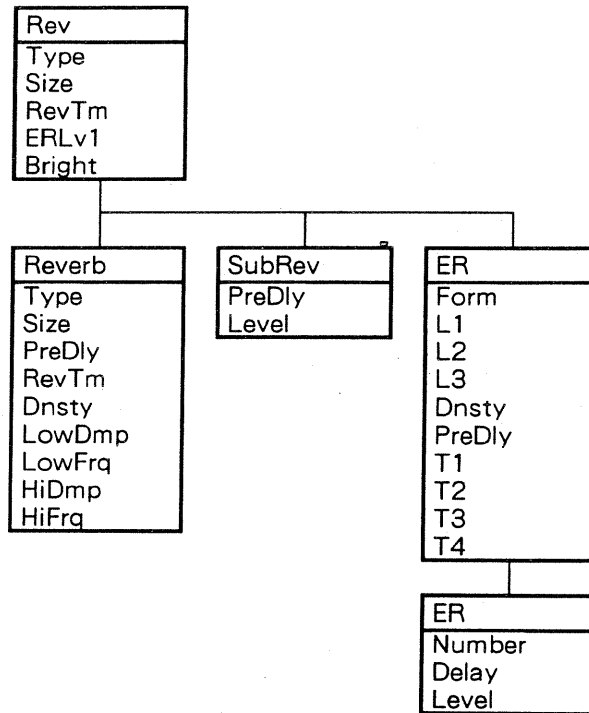 Rev
Type
Size
RevTm
ERLv1
Bright
Reverb
Type
Size
PreDly
RevTm
Dnsty
LowDmp
LowFrq
HiDmp
HiFrq
SubRev
PreDly
Level
ER
Form
L1
L2
L3
Dnsty
PreDly
T1
T2
T3
T4
ER
Number
Delay
Level